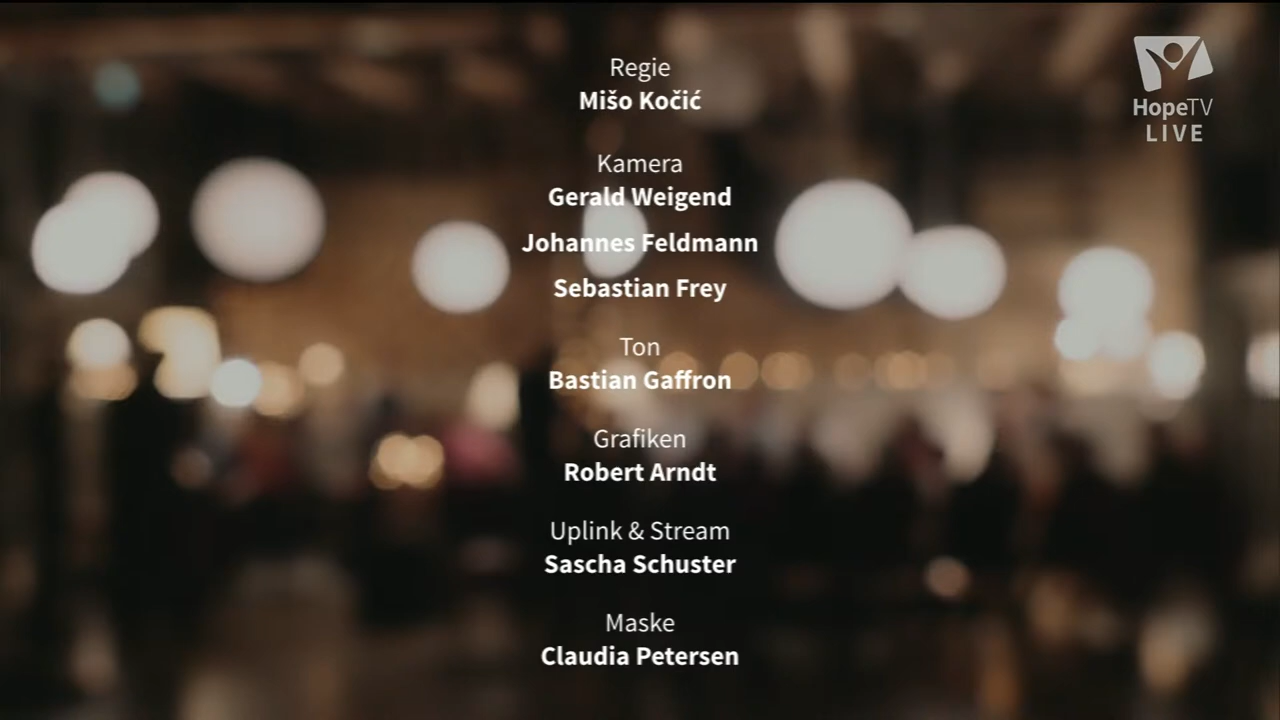 Regie
Mišo Kočić
Kamera
Gerald Weigend
Johannes Feldmann
Sebastian Frey
Ton
Bastian Gaffron
Grafiken
Robert Arndt
Uplink & Stream
Sascha Schuster
Maske
Claudia Petersen
HopeTV
LIVE